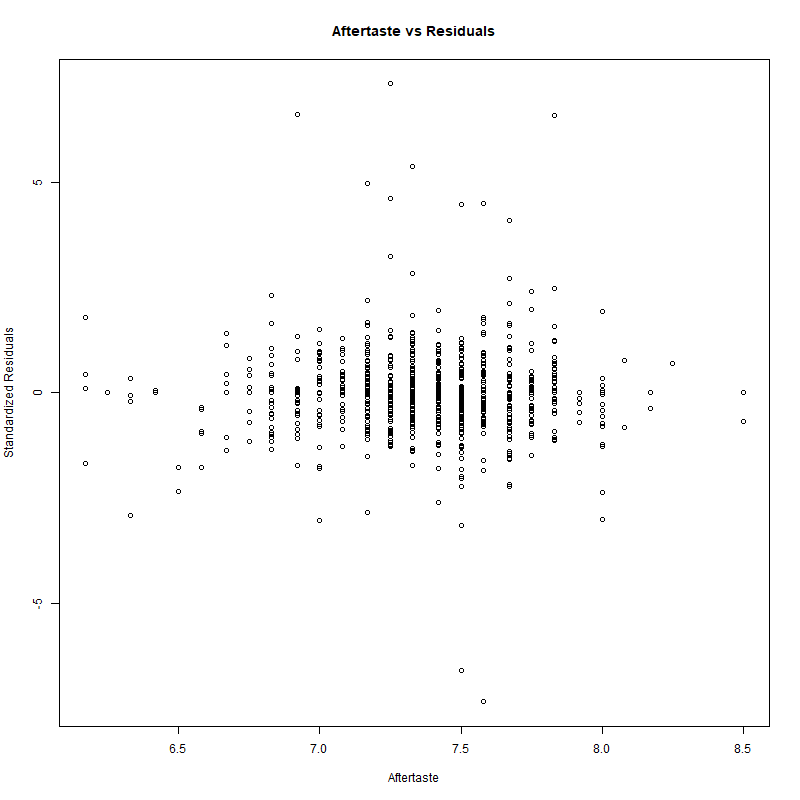 Aftertaste vs Residuals
Standardized Residuals
5
0
-5
6.5 7.0 7.5 8.0 8.5
Aftertaste